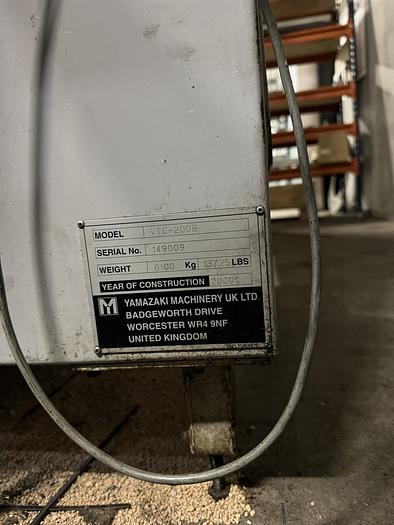 MODEL VTC-200B
SERIAL No. 149009
WEIGHT 6100 Kg 13725 LBS
YEAR OF CONSTRUCTION 2000
YAMAZAKI MACHINERY UK LTD
BADGEWORTH DRIVE
WORCESTER WR4 9NF
UNITED KINGDOM